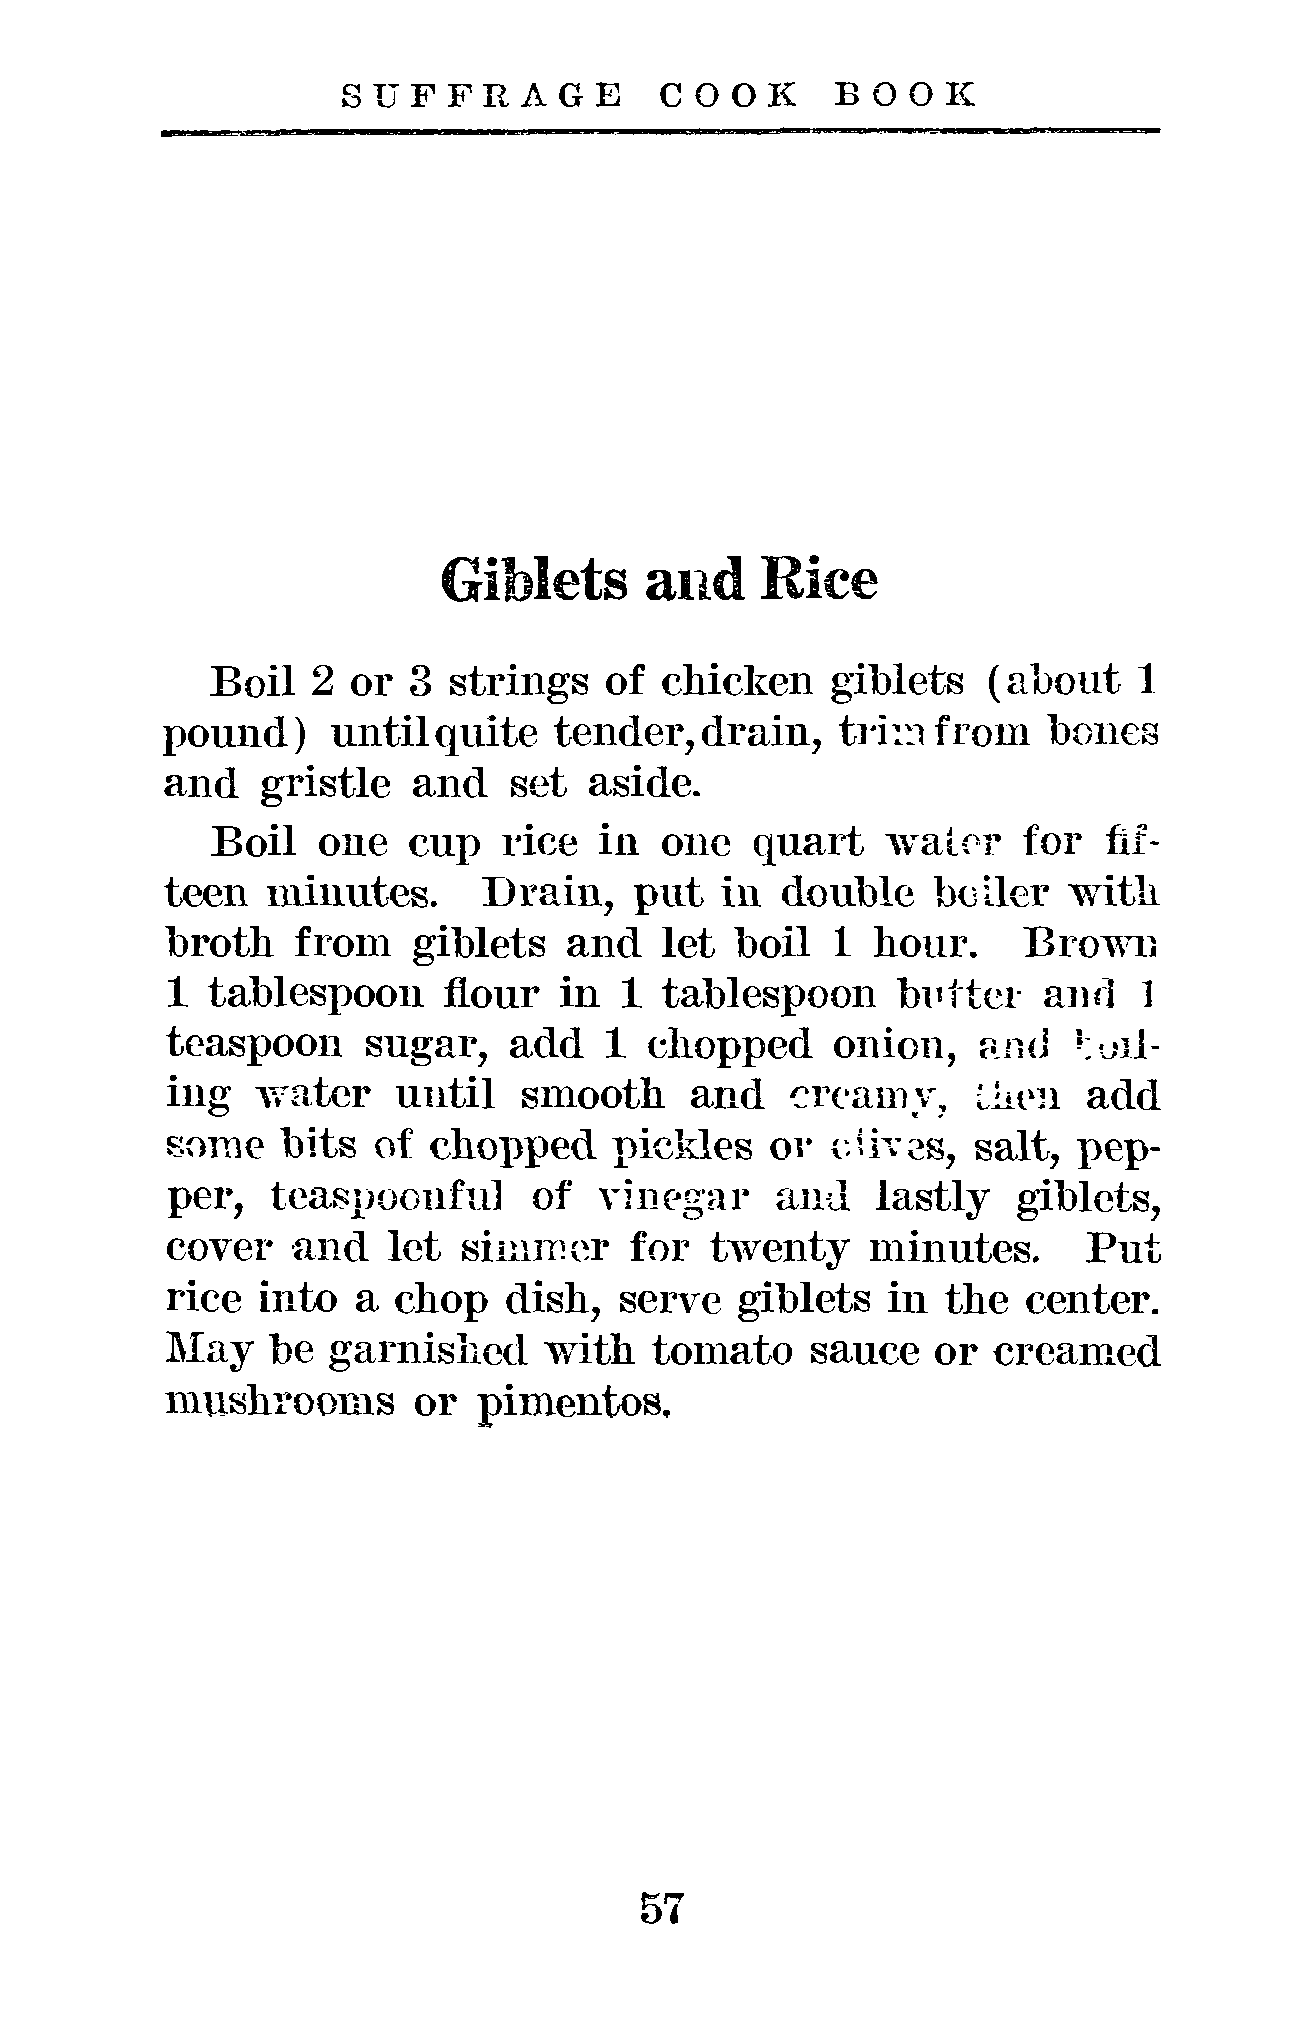 SUFFRAGE COOK BOOK
Giblets and Rice
Boil 2 or 3 strings of chicken giblets (about 1
pound) until quite tender, drain, trim from bones
and gristle and set aside.
Boil one cup rice in one quart water for fif-
teen minutes. Drain, put in double boiler with
broth from giblets and let boil 1 hour. Brown
1 tablespoon flour in 1 tablespoon butter and 1
teaspoon sugar, add 1 chopped onion, and boil-
ing water until smooth and creamy, then add
some bits of chopped pickles or olives, salt, pep-
per, teaspoonful of vinegar and lastly giblets,
cover and let simmer for twenty minutes. Put
rice into a chop dish, serve giblets in the center.
May be garnished with tomato sauce or creamed
mushrooms or pimentos.
57